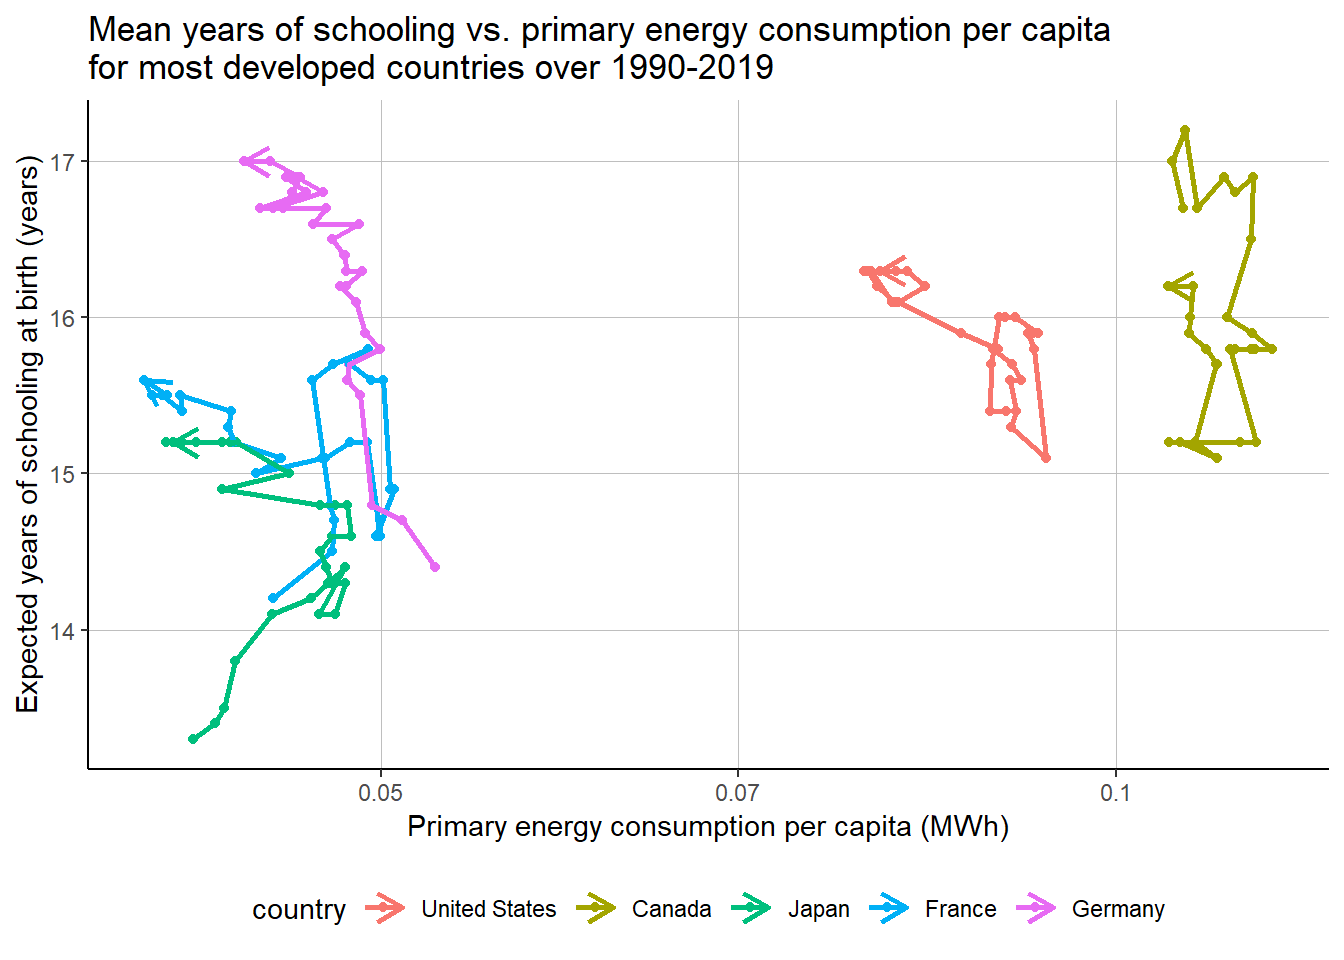 Mean years of schooling vs. primary energy consumption per capita
for most developed countries over 1990-2019
Expected years of schooling at birth (years)
17
16
15
14
0.05
0.07
0.1
Primary energy consumption per capita (MWh)
country
United States
Canada
Japan
France
Germany